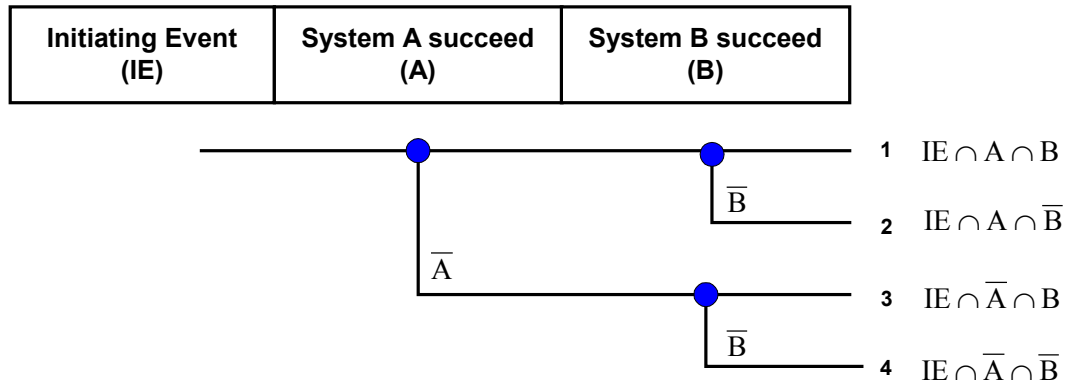 Initiating Event
(IE)
System A succeed
(A)
System B succeed
(B)
1 IE ∩ A ∩ B
B̅
2 IE ∩ A ∩ B̅
A̅
3 IE ∩ A̅ ∩ B
B̅
4 IE ∩ A̅ ∩ B̅